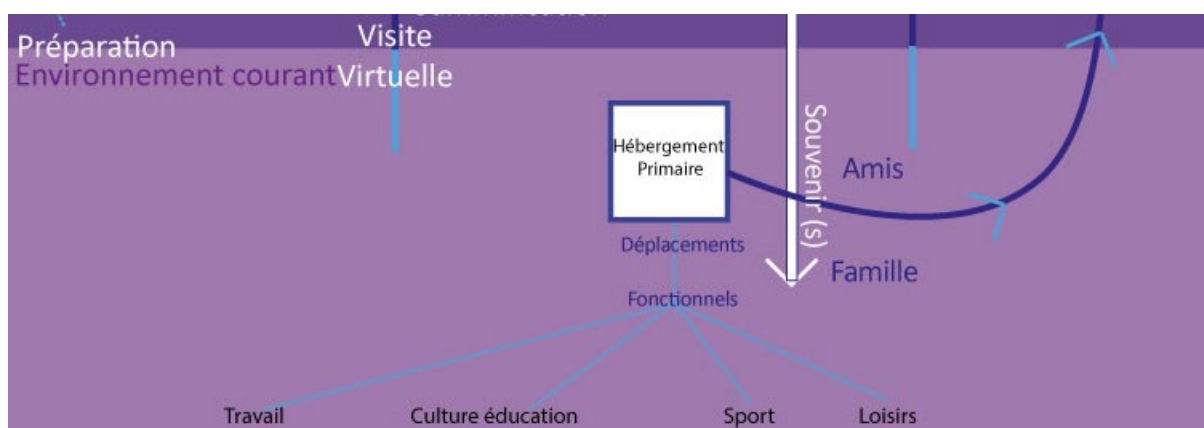 Préparation
Visite
Environnement courant
Virtuelle
Hébergement
Primaire
Souvenir (s)
Amis
Déplacements
Famille
Fonctionnels
Travail
Culture éducation
Sport
Loisirs